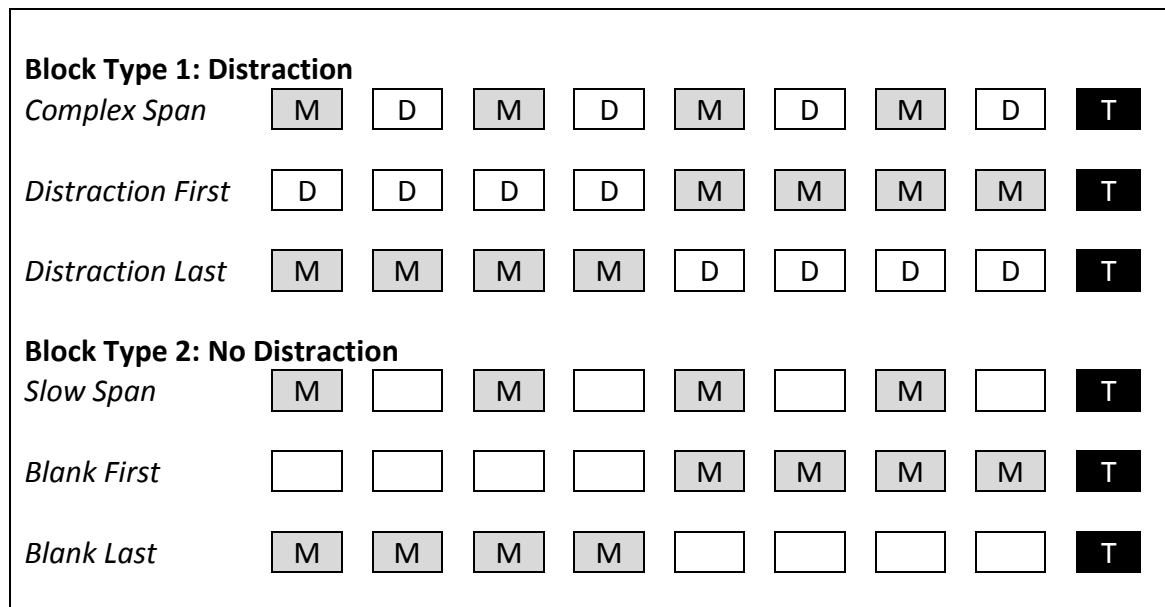 Block Type 1: Distraction
Complex Span M D M D M D M D T
Distraction First D D D D M M M M T
Distraction Last M M M M D D D D T
Block Type 2: No Distraction
Slow Span M M M M T
Blank First M M M M T
Blank Last M M M M T